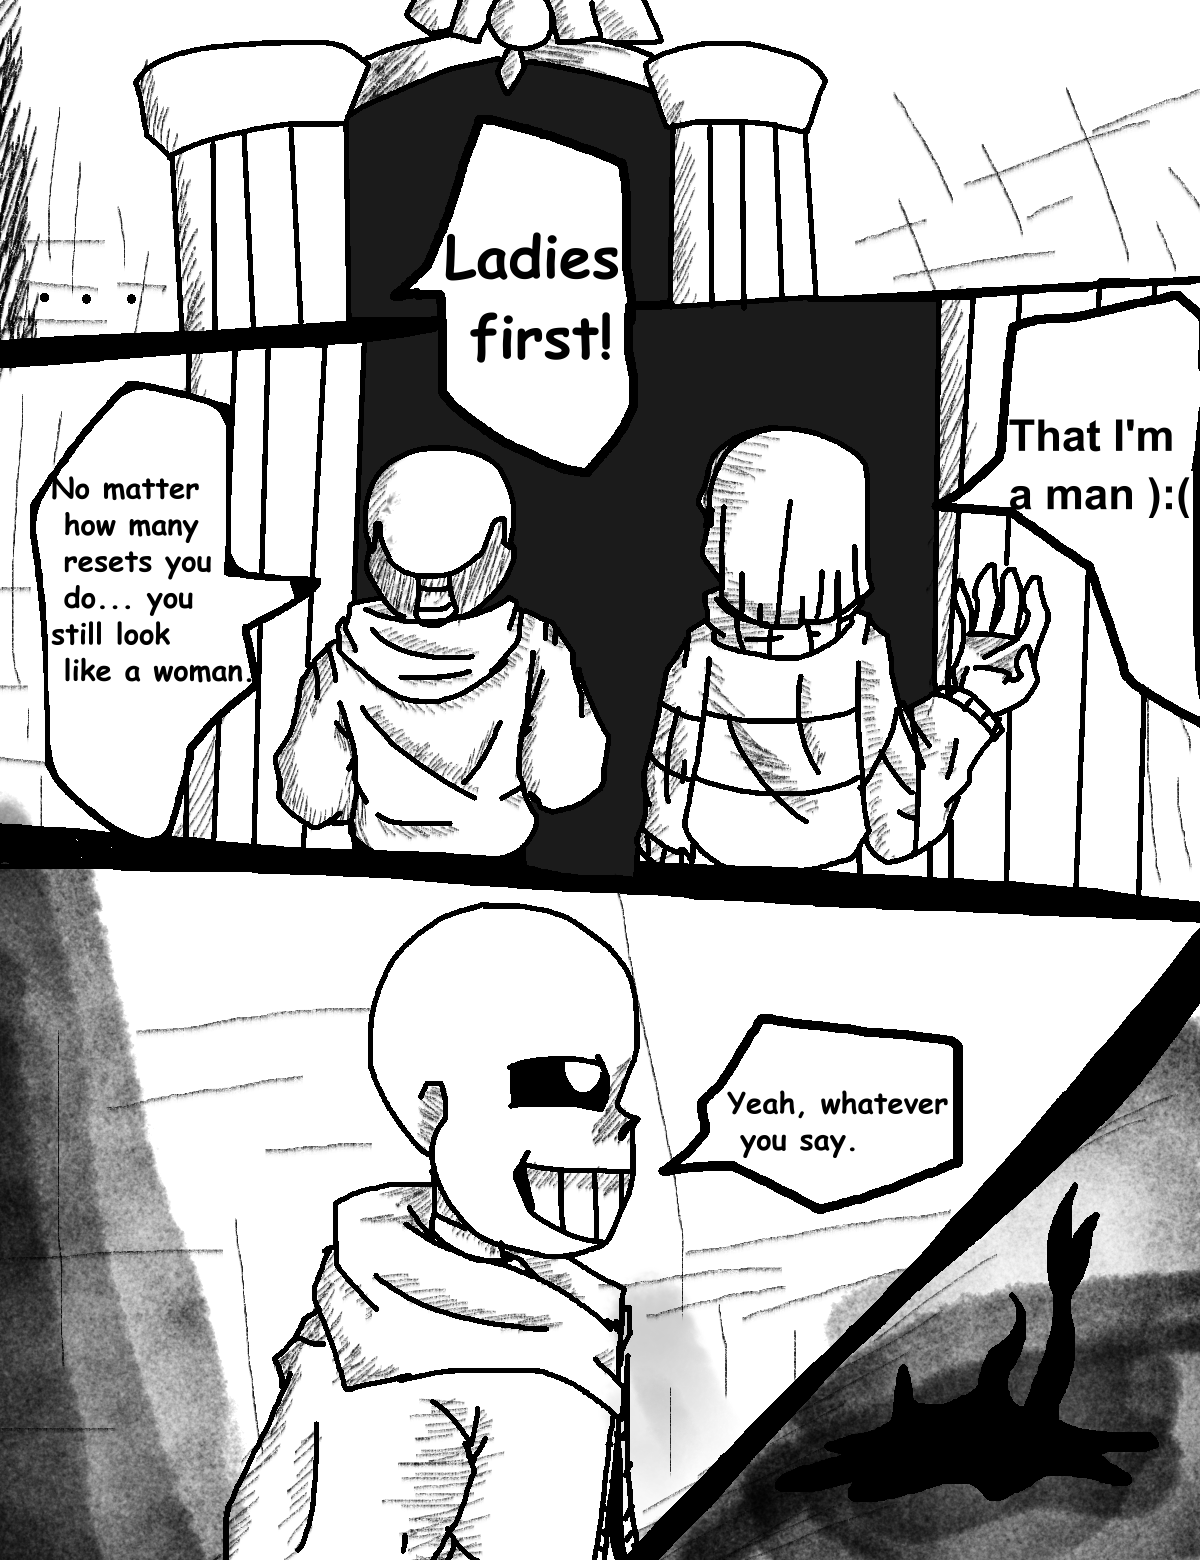 . . .
Ladies
first!
No matter
how many
resets you
do... you
still look
like a woman.
That I'm
a man ):(
Yeah, whatever
you say.